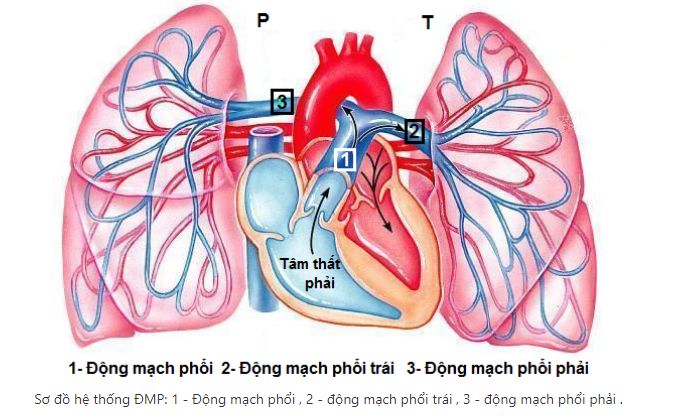 P
T
3
2
1
Tâm thất
phải
1- Động mạch phổi 2- Động mạch phổi trái 3- Động mạch phổi phải
Sơ đồ hệ thống ĐMP: 1 - Động mạch phổi , 2 - động mạch phổi trái , 3 - động mạch phổi phải .